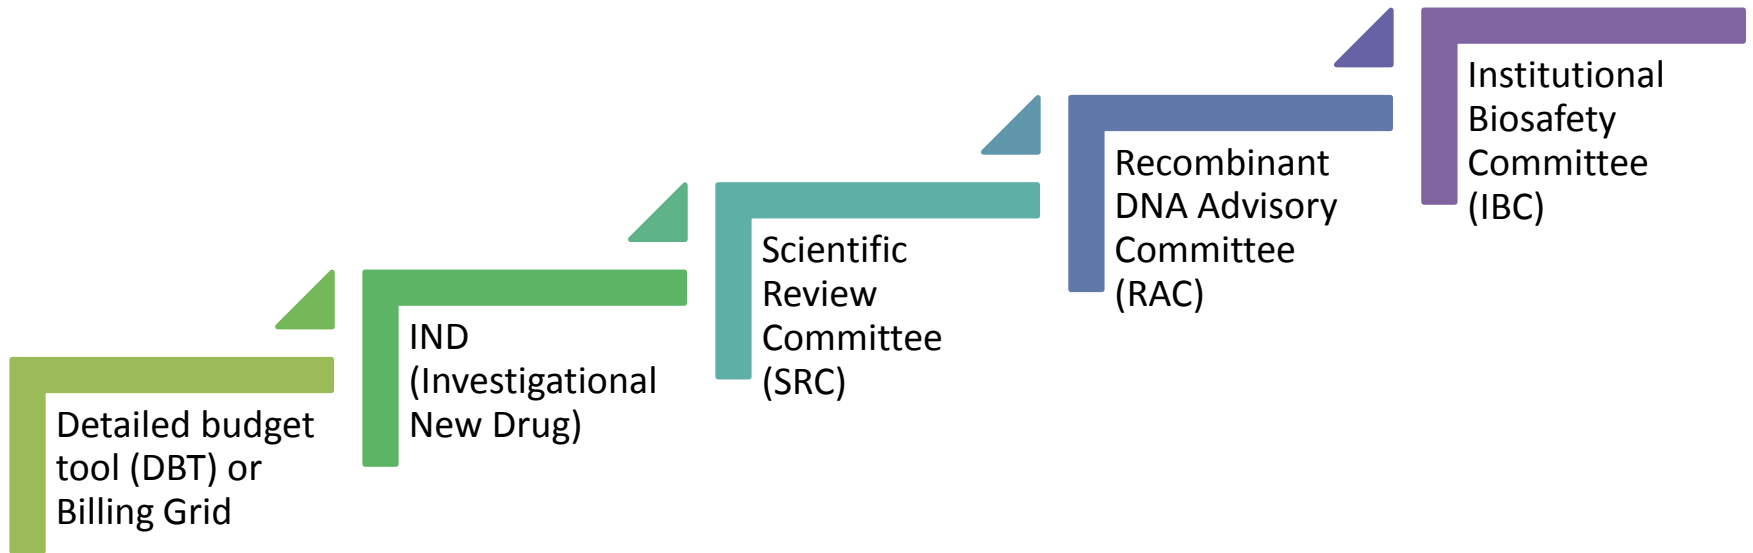 Detailed budget
tool (DBT) or
Billing Grid
IND
(Investigational
New Drug)
Scientific
Review
Committee
(SRC)
Recombinant
DNA Advisory
Committee
(RAC)
Institutional
Biosafety
Committee
(IBC)